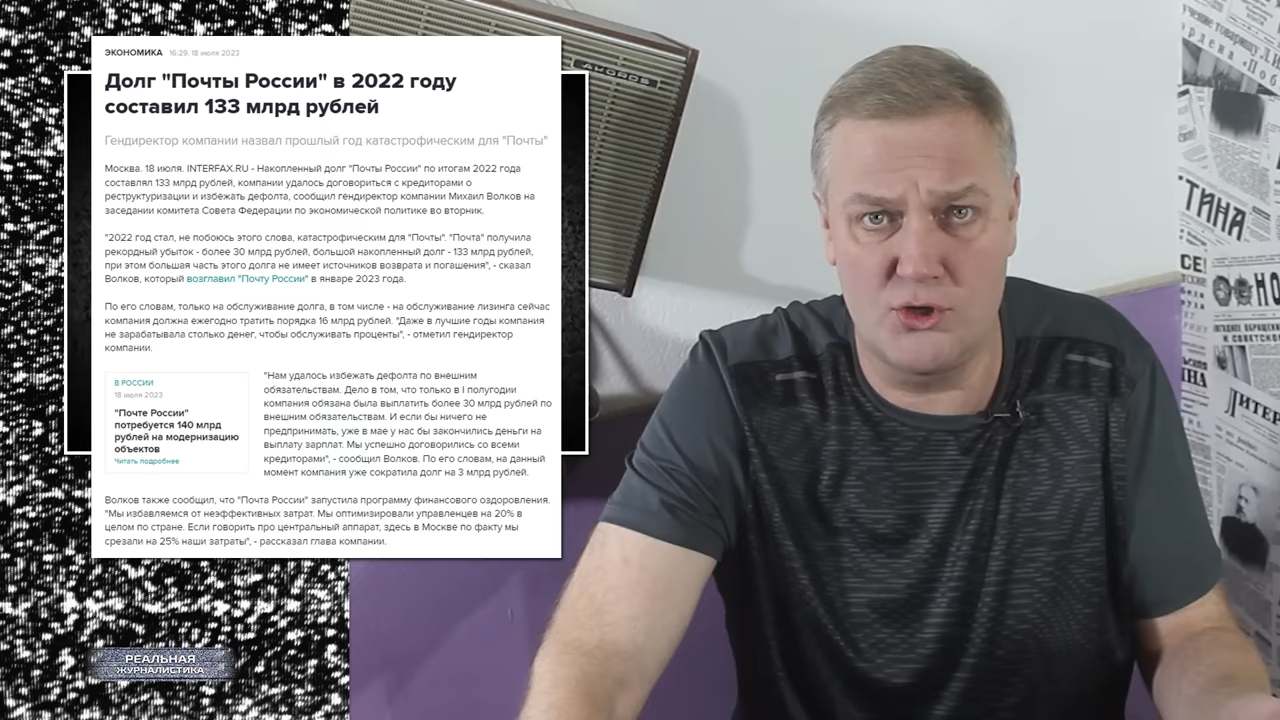 ЭКОНОМИКА 16:29, 18 июля 2023
Долг "Почты России" в 2022 году
составил 133 млрд рублей
Гендиректор компании назвал прошлый год катастрофическим для "Почты"
Москва. 18 июля. INTERFAX.RU - Накопленный долг "Почты России" по итогам 2022 года
составлял 133 млрд рублей, компании удалось договориться с кредиторами о
реструктуризации и избежать дефолта, сообщил гендиректор компании Михаил Волков на
заседании комитета Совета Федерации по экономической политике во вторник.
"2022 год стал, не побоюсь этого слова, катастрофическим для "Почты". "Почта" получила
рекордный убыток - более 30 млрд рублей, большой накопленный долг - 133 млрд рублей,
при этом большая часть этого долга не имеет источников возврата и погашения", - сказал
Волков, который возглавил "Почту России" в январе 2023 года.
По его словам, только на обслуживание долга, в том числе - на обслуживание лизинга сейчас
компания должна ежегодно тратить порядка 16 млрд рублей. "Даже в лучшие годы компания
не зарабатывала столько денег, чтобы обслуживать проценты", - отметил гендиректор
компании.
В РОССИИ
18 июля 2023
"Почте России"
потребуется 140 млрд
рублей на модернизацию
объектов
Читать подробнее
"Нам удалось избежать дефолта по внешним
обязательствам. Дело в том, что только в I полугодии
компания обязана была выплатить более 30 млрд рублей по
внешним обязательствам. И если бы ничего не
предпринимать, уже в мае у нас бы закончились деньги на
выплату зарплат. Мы успешно договорились со всеми
кредиторами", - сообщил Волков. По его словам, на данный
момент компания уже сократила долг на 3 млрд рублей.
Волков также сообщил, что "Почта России" запустила программу финансового оздоровления.
"Мы избавляемся от неэффективных затрат. Мы оптимизировали управленцев на 20% в
целом по стране. Если говорить про центральный аппарат, здесь в Москве по факту мы
срезали на 25% наши затраты", - рассказал глава компании.
РЕАЛЬНАЯ
ЖУРНАЛИСТИКА
AKORDS
ТИНА
СЕ
НО
ЛИТЕР